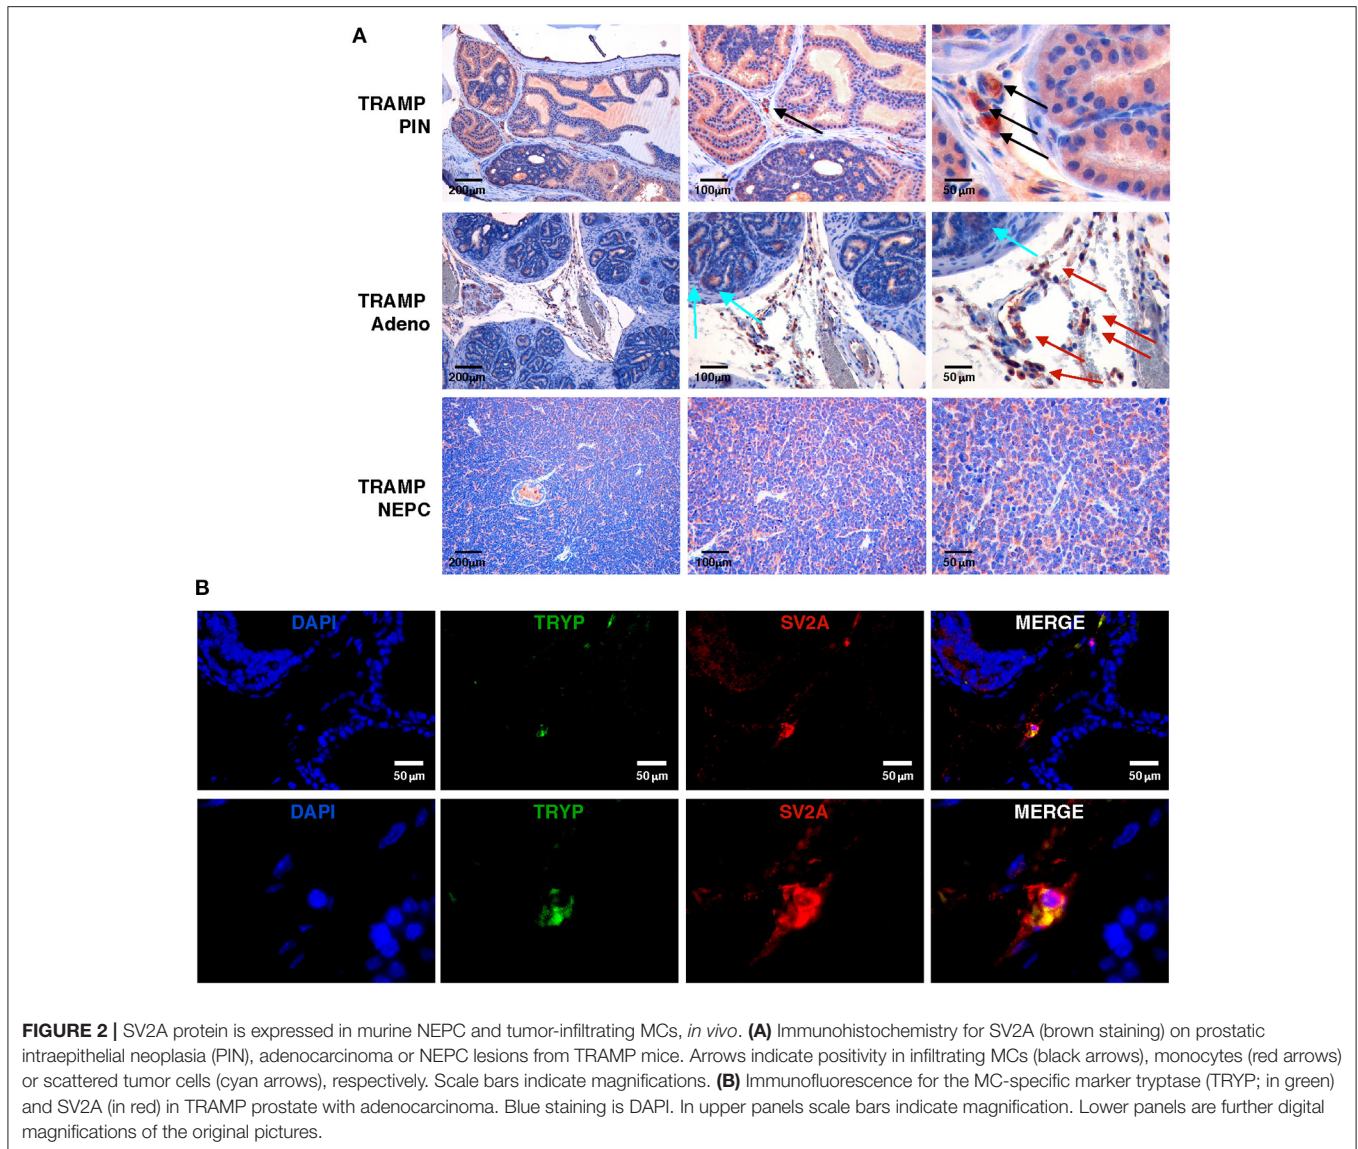 A
TRAMP
PIN
200µm
100µm
50 µm
TRAMP
Adeno
200µm
100µm
50 µm
TRAMP
NEPC
200µm
100µm
50 µm
B
DAPI
TRYP
SV2A
MERGE
50 µm
50 µm
50 µm
50 µm
DAPI
TRYP
SV2A
MERGE
FIGURE 2 | SV2A protein is expressed in murine NEPC and tumor-infiltrating MCs, in vivo. (A) Immunohistochemistry for SV2A (brown staining) on prostatic
intraepithelial neoplasia (PIN), adenocarcinoma or NEPC lesions from TRAMP mice. Arrows indicate positivity in infiltrating MCs (black arrows), monocytes (red arrows)
or scattered tumor cells (cyan arrows), respectively. Scale bars indicate magnifications. (B) Immunofluorescence for the MC-specific marker tryptase (TRYP; in green)
and SV2A (in red) in TRAMP prostate with adenocarcinoma. Blue staining is DAPI. In upper panels scale bars indicate magnification. Lower panels are further digital
magnifications of the original pictures.